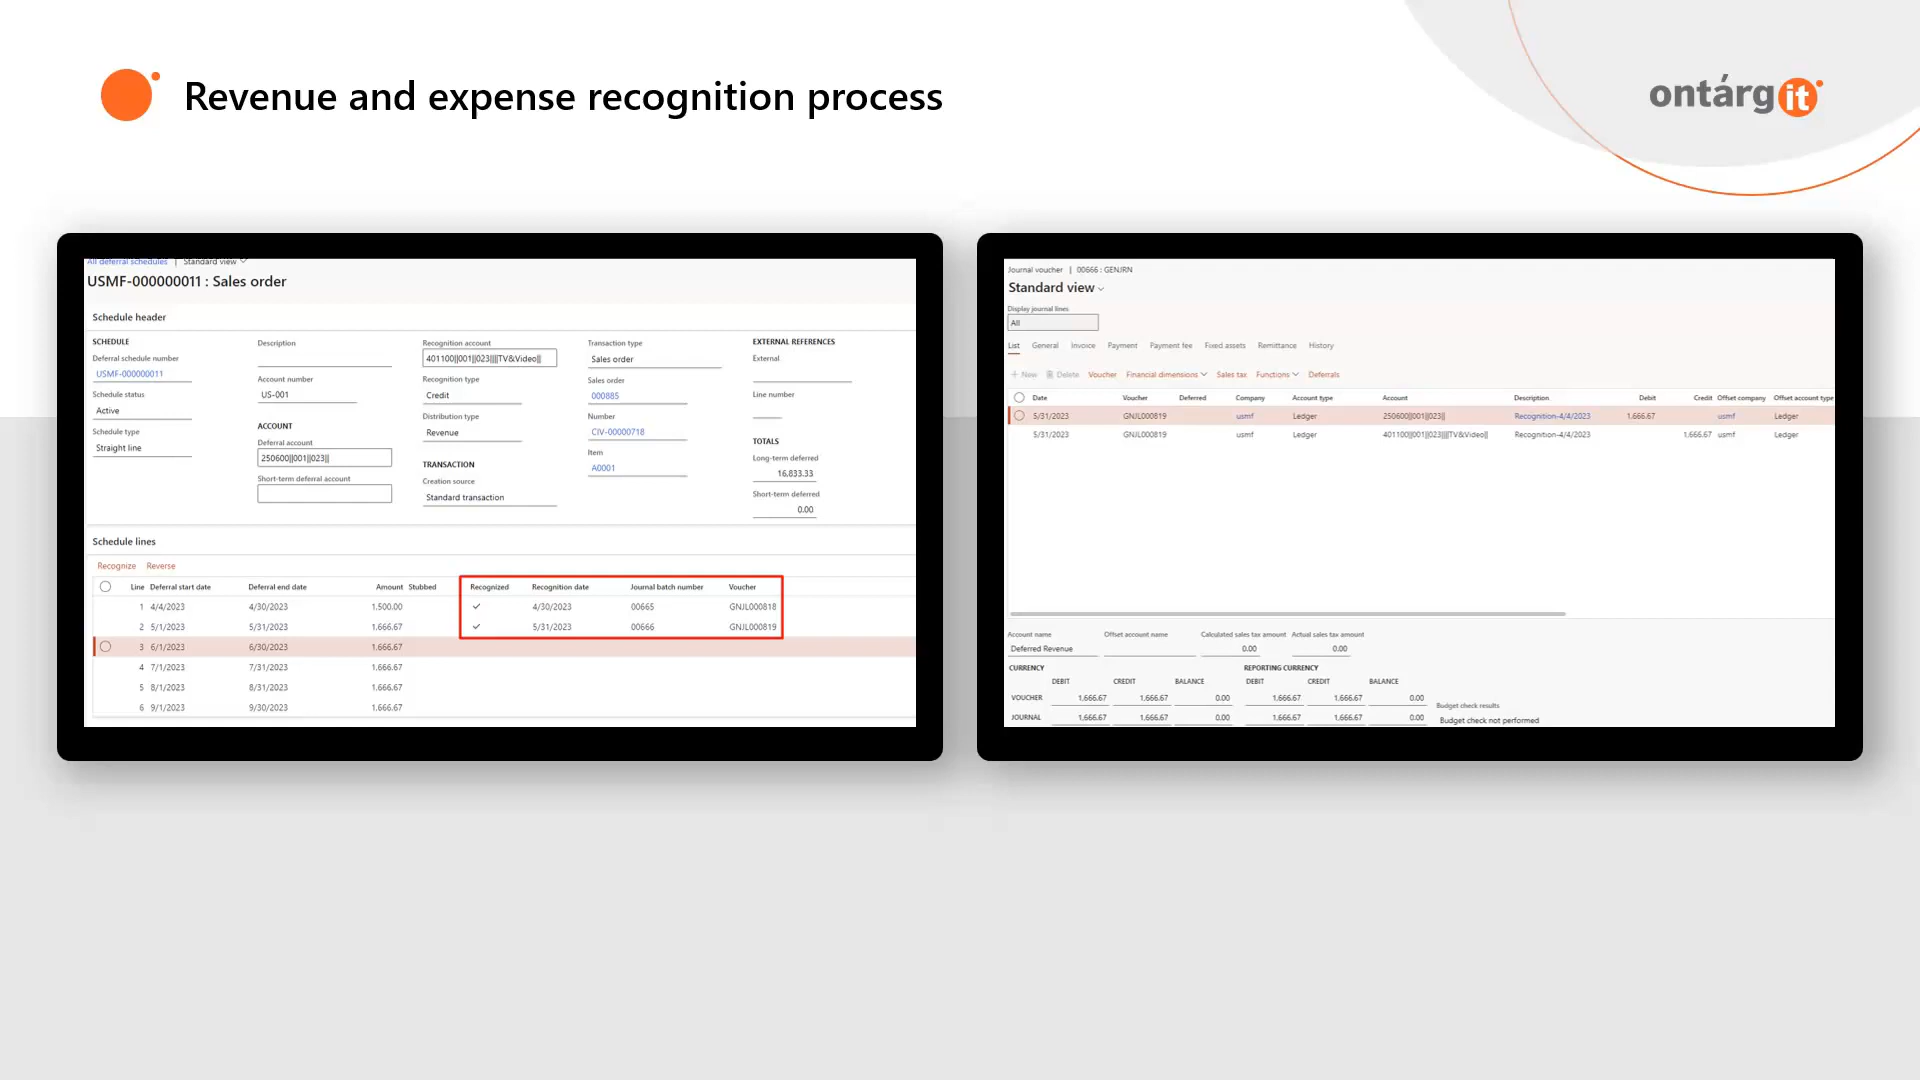 Revenue and expense recognition process
ontárgit
All deferral schedules | Standard view
USMF-000000011 : Sales order
Schedule header
SCHEDULE
Deferral schedule number
USMF-000000011
Schedule status
Active
Schedule type
Straight line
Description
Account number
US-001
ACCOUNT
Deferral account
250600||001||023||
Short-term deferral account
Recognition account
401100||001||023||||TV&Video||
Recognition type
Credit
Distribution type
Revenue
TRANSACTION
Creation source
Standard transaction
Transaction type
Sales order
Sales order
000885
Number
CIV-00000718
Item
A0001
EXTERNAL REFERENCES
External
Line number
TOTALS
Long-term deferred
16,833.33
Short-term deferred
0.00
Schedule lines
Recognize Reverse
Line Deferral start date Deferral end date Amount Stubbed Recognized Recognition date Journal batch number Voucher
1 4/4/2023 4/30/2023 1,500.00 ✓ 4/30/2023 00665 GNJL000818
2 5/1/2023 5/31/2023 1,666.67 ✓ 5/31/2023 00666 GNJL000819
3 6/1/2023 6/30/2023 1,666.67
4 7/1/2023 7/31/2023 1,666.67
5 8/1/2023 8/31/2023 1,666.67
6 9/1/2023 9/30/2023 1,666.67
Journal voucher | 00666 : GENJRN
Standard view
Display journal lines
All
List General Invoice Payment Payment fee Fixed assets Remittance History
+ New Delete Voucher Financial dimensions Sales tax Functions Deferrals
Date Voucher Deferred Company Account type Account Description Debit Credit Offset company Offset account type
5/31/2023 GNJL000819 usmf Ledger 250600||001||023|| Recognition-4/4/2023 1,666.67 usmf Ledger
5/31/2023 GNJL000819 usmf Ledger 401100||001||023||||TV&Video|| Recognition-4/4/2023 1,666.67 usmf Ledger
Account name Offset account name Calculated sales tax amount Actual sales tax amount
Deferred Revenue 0.00 0.00
CURRENCY REPORTING CURRENCY
DEBIT CREDIT BALANCE DEBIT CREDIT BALANCE
VOUCHER 1,666.67 1,666.67 0.00 1,666.67 1,666.67 0.00
Budget check results
JOURNAL 1,666.67 1,666.67 0.00 1,666.67 1,666.67 0.00
Budget check not performed